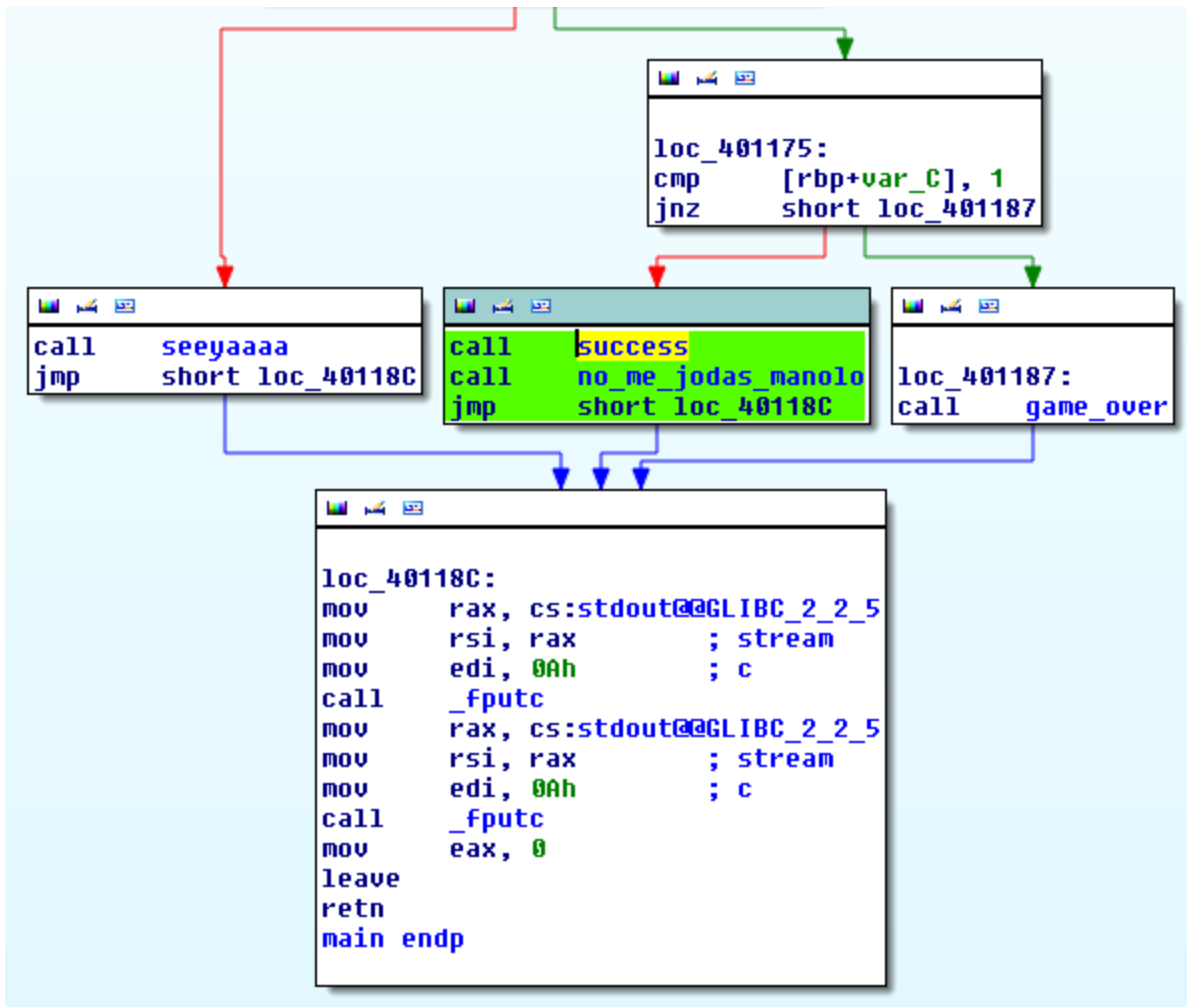 loc_401175:
cmp [rbp+var_C], 1
jnz short loc_401187
call seeyaaaa
jmp short loc_40118C
call success
call no_me_jodas_manolo
jmp short loc_40118C
loc_401187:
call game_over
loc_40118C:
mov rax, cs:stdout@@GLIBC_2_2_5
mov rsi, rax ; stream
mov edi, 0Ah ; c
call _fputc
mov rax, cs:stdout@@GLIBC_2_2_5
mov rsi, rax ; stream
mov edi, 0Ah ; c
call _fputc
mov eax, 0
leave
retn
main endp